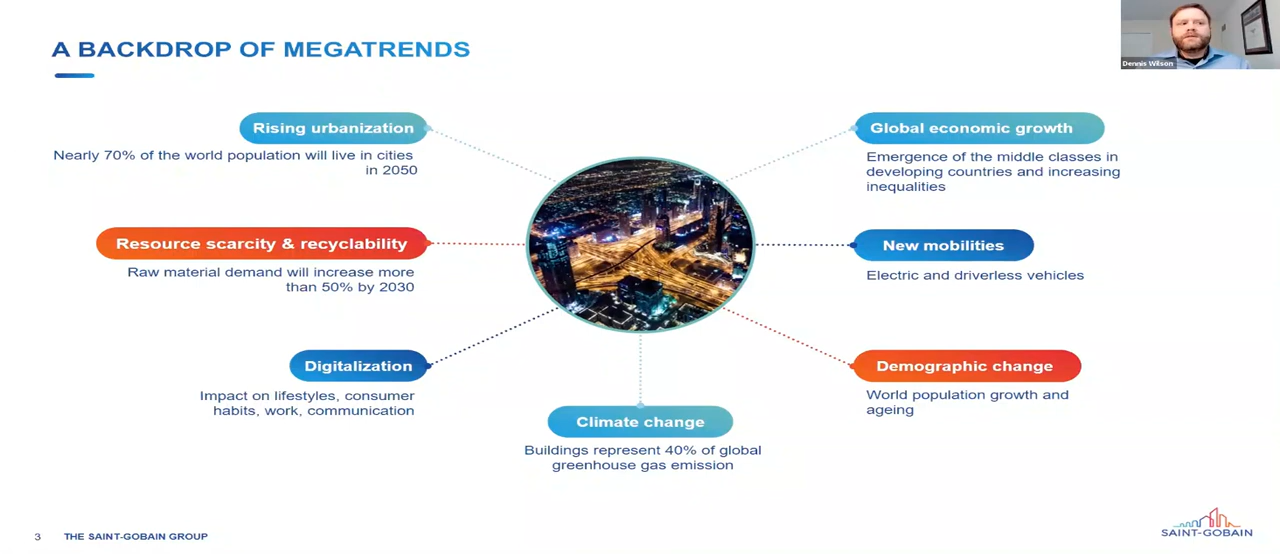 A BACKDROP OF MEGATRENDS
Dennis Wilson
Rising urbanization
Nearly 70% of the world population will live in cities
in 2050
Global economic growth
Emergence of the middle classes in
developing countries and increasing
inequalities
Resource scarcity & recyclability
Raw material demand will increase more
than 50% by 2030
New mobilities
Electric and driverless vehicles
Digitalization
Impact on lifestyles, consumer
habits, work, communication
Demographic change
World population growth and
ageing
Climate change
Buildings represent 40% of global
greenhouse gas emission
3 THE SAINT-GOBAIN GROUP
SAINT-GOBAIN